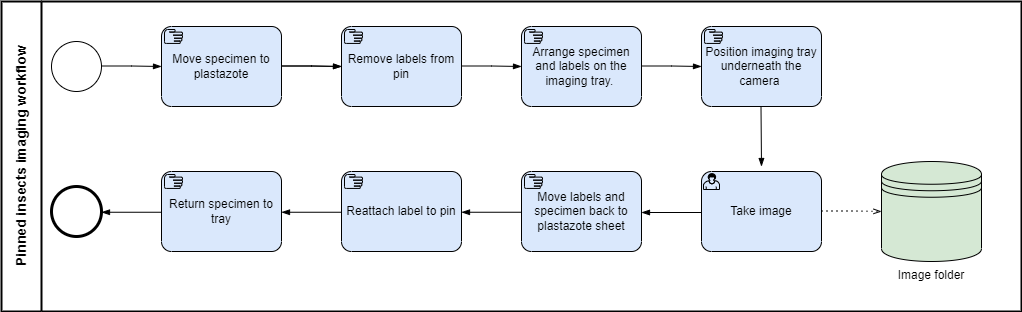 Pinned insects imaging workflow
Move specimen to
plastazote
Remove labels from
pin
Arrange specimen
and labels on the
imaging tray.
Position imaging tray
underneath the
camera
Return specimen to
tray
Reattach label to pin
Move labels and
specimen back to
plastazote sheet
Take image
Image folder